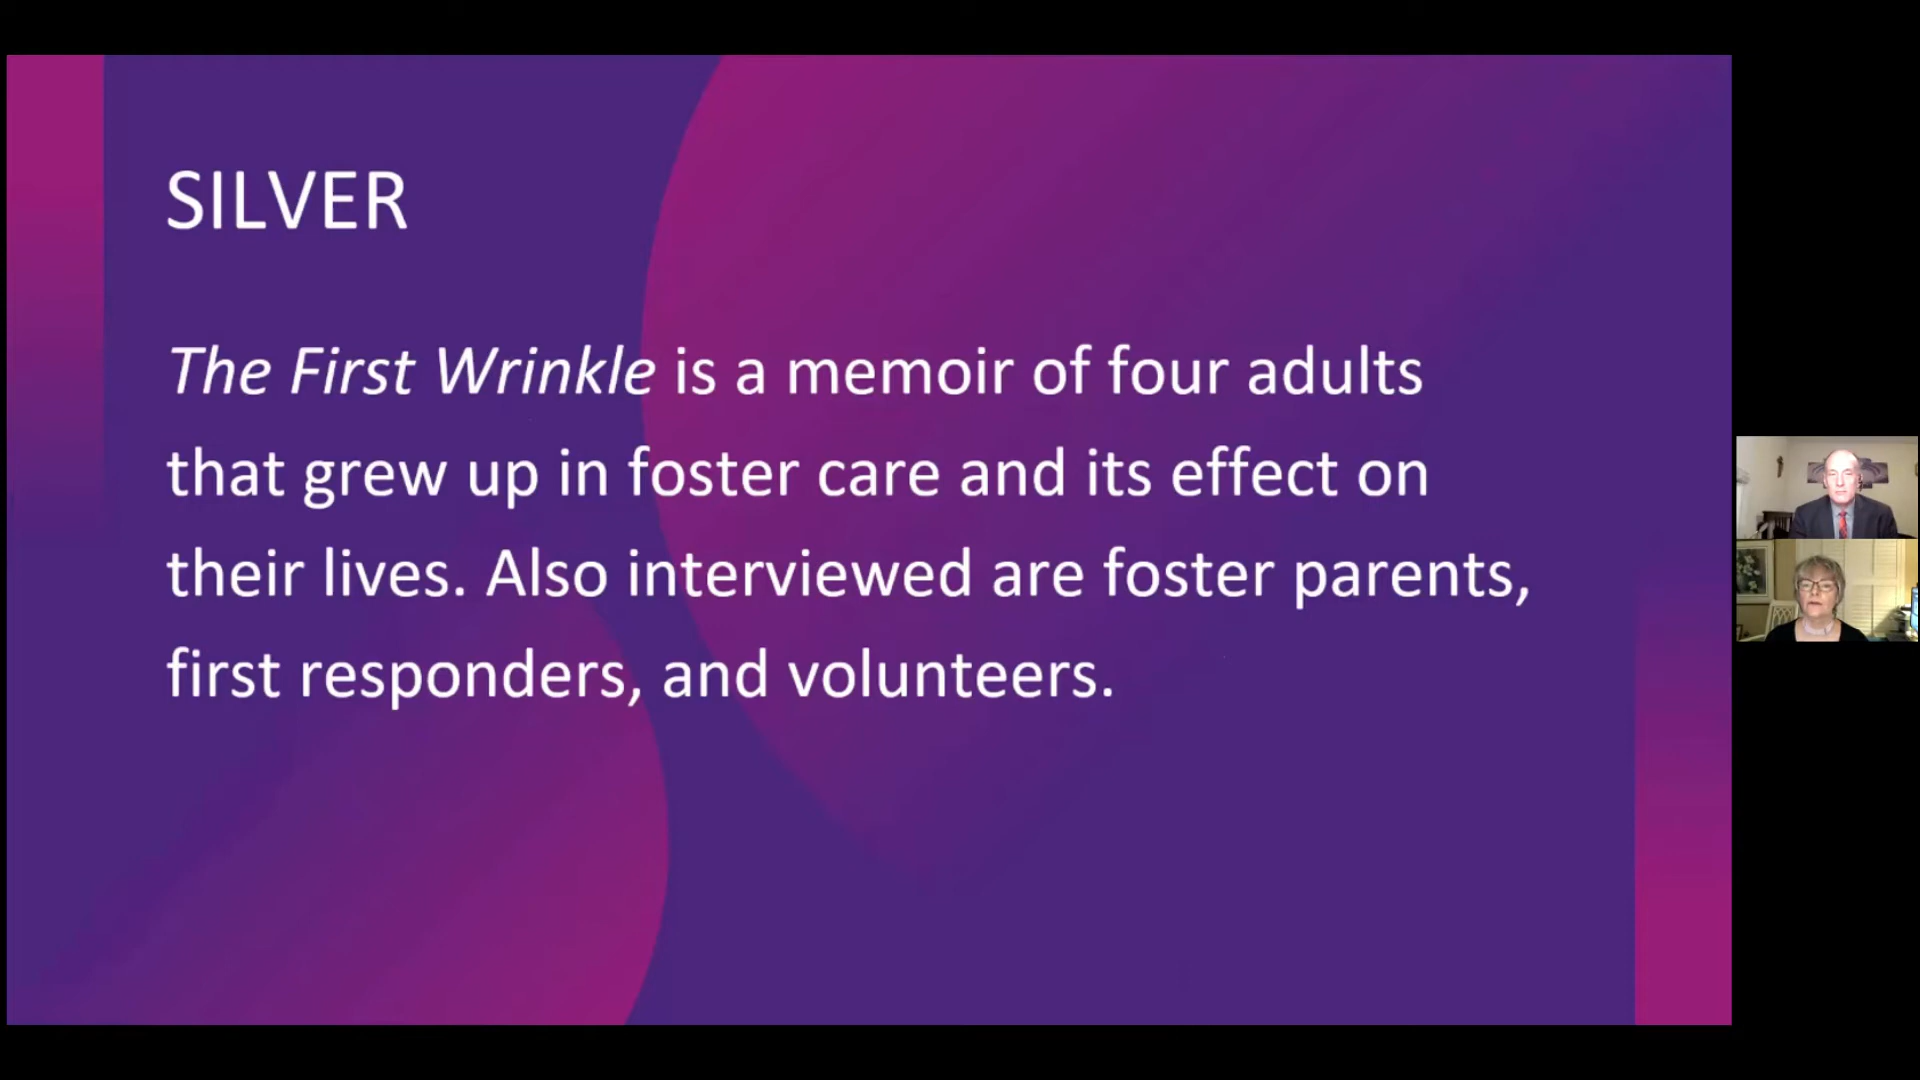 SILVER
The First Wrinkle is a memoir of four adults
that grew up in foster care and its effect on
their lives. Also interviewed are foster parents,
first responders, and volunteers.